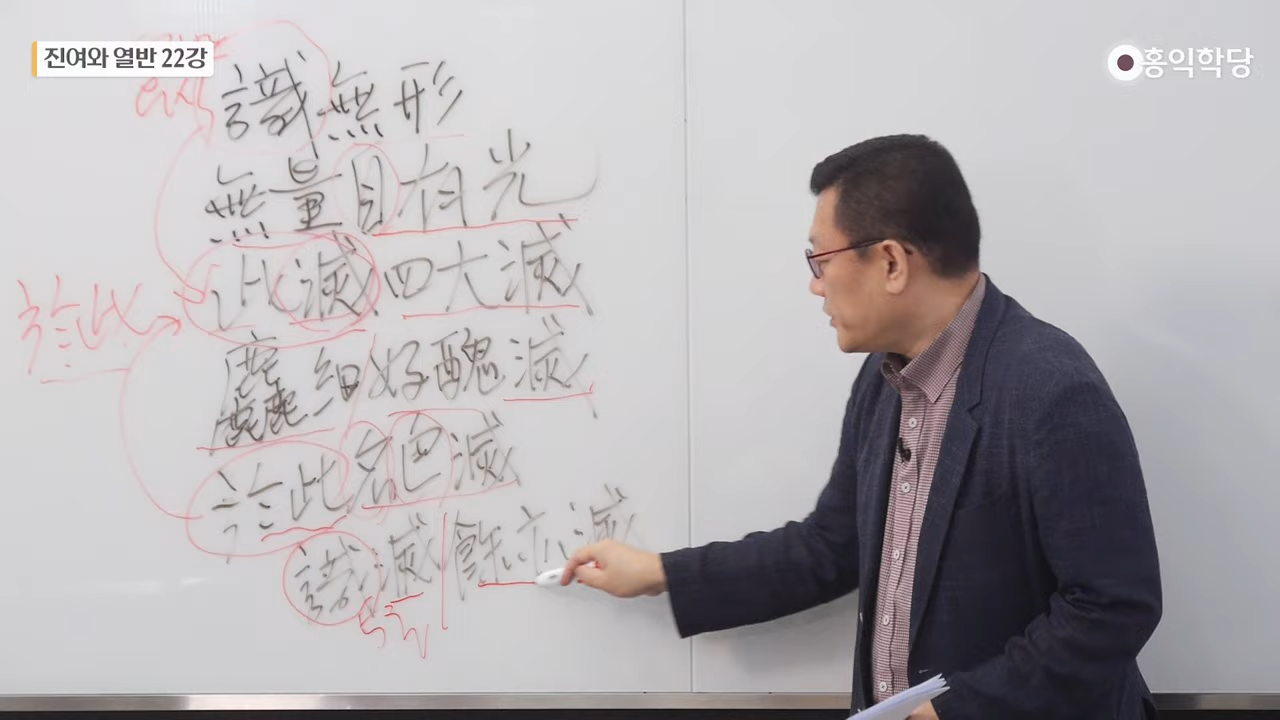 진여와 열반 22강
홍익학당
識無形
無量自有光
此滅四大滅
麤細好醜滅
於此名色滅
識滅餘亦滅
於此